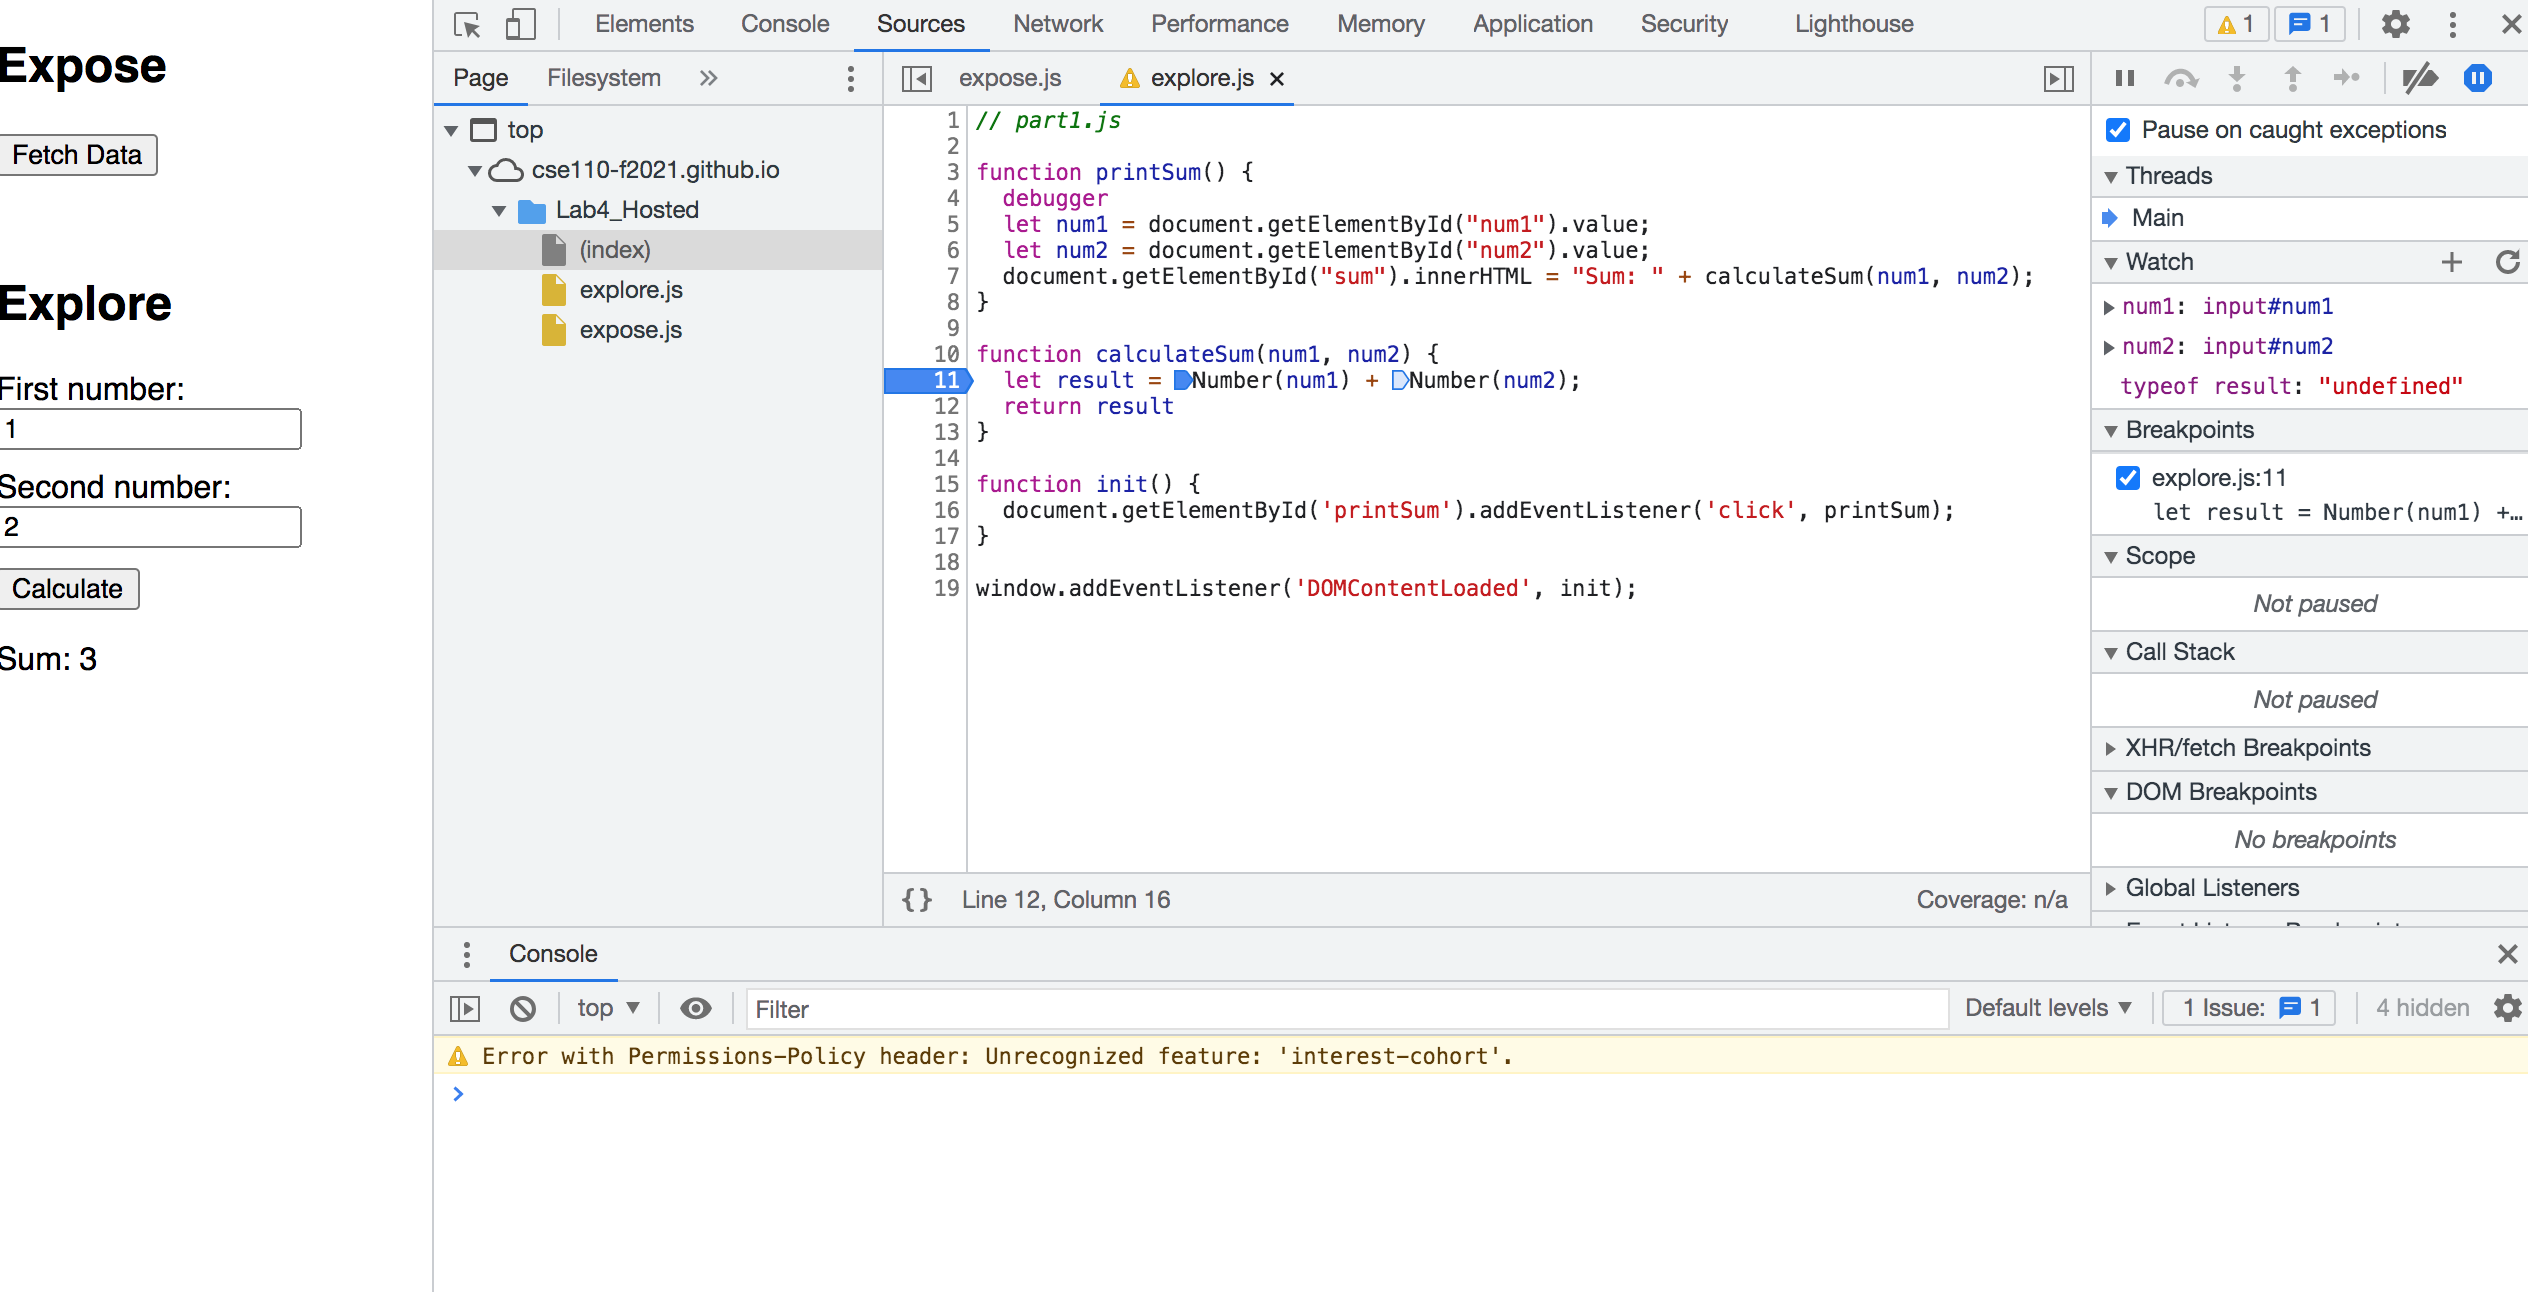 Expose
Fetch Data
Explore
First number:
1
Second number:
2
Calculate
Sum: 3
Elements Console Sources Network Performance Memory Application Security Lighthouse 1 1
Page Filesystem
top
cse110-f2021.github.io
Lab4_Hosted
(index)
explore.js
expose.js
expose.js explore.js
1 // part1.js
2
3 function printSum() {
4 debugger
5 let num1 = document.getElementById("num1").value;
6 let num2 = document.getElementById("num2").value;
7 document.getElementById("sum").innerHTML = "Sum: " + calculateSum(num1, num2);
8 }
9
10 function calculateSum(num1, num2) {
11 let result = Number(num1) + Number(num2);
12 return result
13 }
14
15 function init() {
16 document.getElementById('printSum').addEventListener('click', printSum);
17 }
18
19 window.addEventListener('DOMContentLoaded', init);
{} Line 12, Column 16 Coverage: n/a
Pause on caught exceptions
Threads
Main
Watch
num1: input#num1
num2: input#num2
typeof result: "undefined"
Breakpoints
explore.js:11
let result = Number(num1) +…
Scope
Not paused
Call Stack
Not paused
XHR/fetch Breakpoints
DOM Breakpoints
No breakpoints
Global Listeners
Console
top Filter Default levels 1 Issue: 1 4 hidden
Error with Permissions-Policy header: Unrecognized feature: 'interest-cohort'.